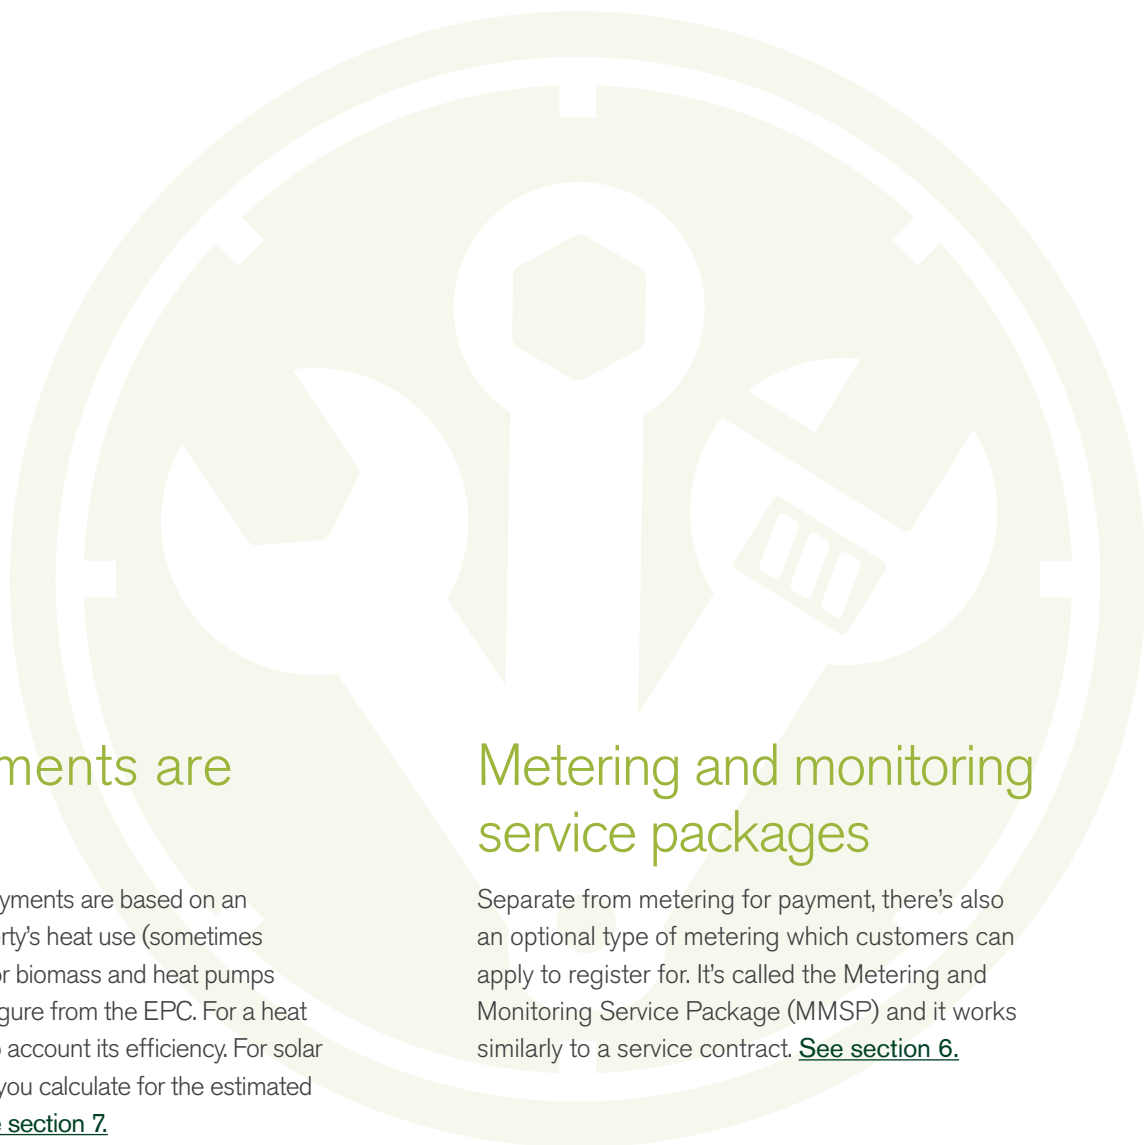 ments are
yments are based on an
erty's heat use (sometimes
or biomass and heat pumps
gure from the EPC. For a heat
o account its efficiency. For solar
you calculate for the estimated
e section 7.
Metering and monitoring
service packages
Separate from metering for payment, there's also
an optional type of metering which customers can
apply to register for. It's called the Metering and
Monitoring Service Package (MMSP) and it works
similarly to a service contract. See section 6.